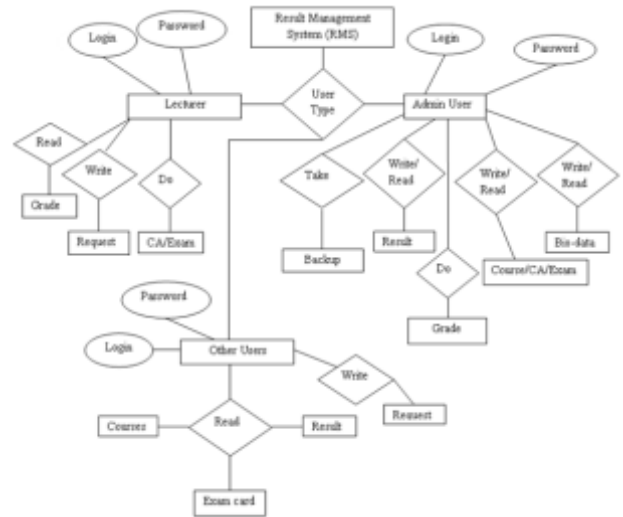 Result Management
System (RMS)
Login
Password
Login
Password
Lecturer
User
Type
Admin User
Read
Write
Do
Take
Write/
Read
Write/
Read
Write/
Read
Grade
Request
CA/Exam
Backup
Result
Do
Course/CA/Exam
Bio-data
Grade
Password
Login
Other Users
Write
Request
Courses
Read
Result
Exam card